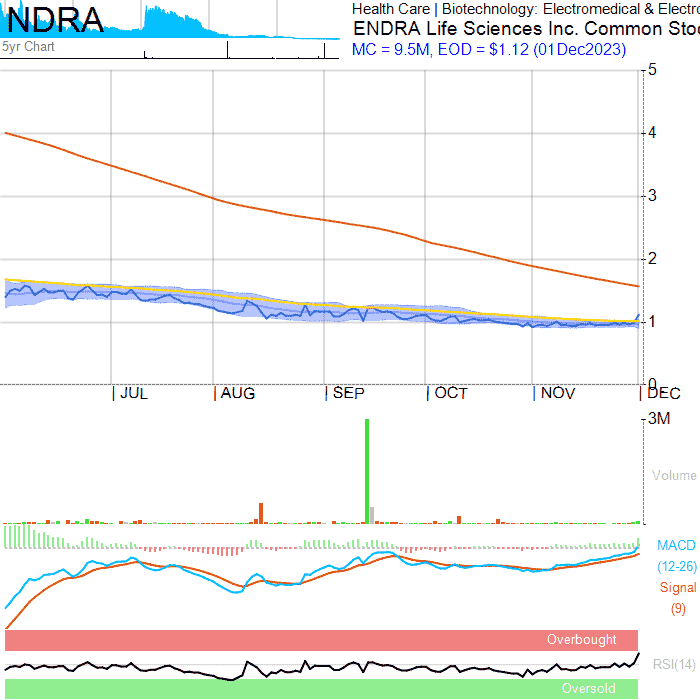 NDRA
5yr Chart
Health Care | Biotechnology: Electromedical & Electro
ENDRA Life Sciences Inc. Common Stoc
MC = 9.5M, EOD = $1.12 (01Dec2023)
5
4
3
2
1
0
JUL
AUG
SEP
OCT
NOV
DEC
3M
Volume
MACD
(12-26)
Signal
(9)
Overbought
RSI(14)
Oversold